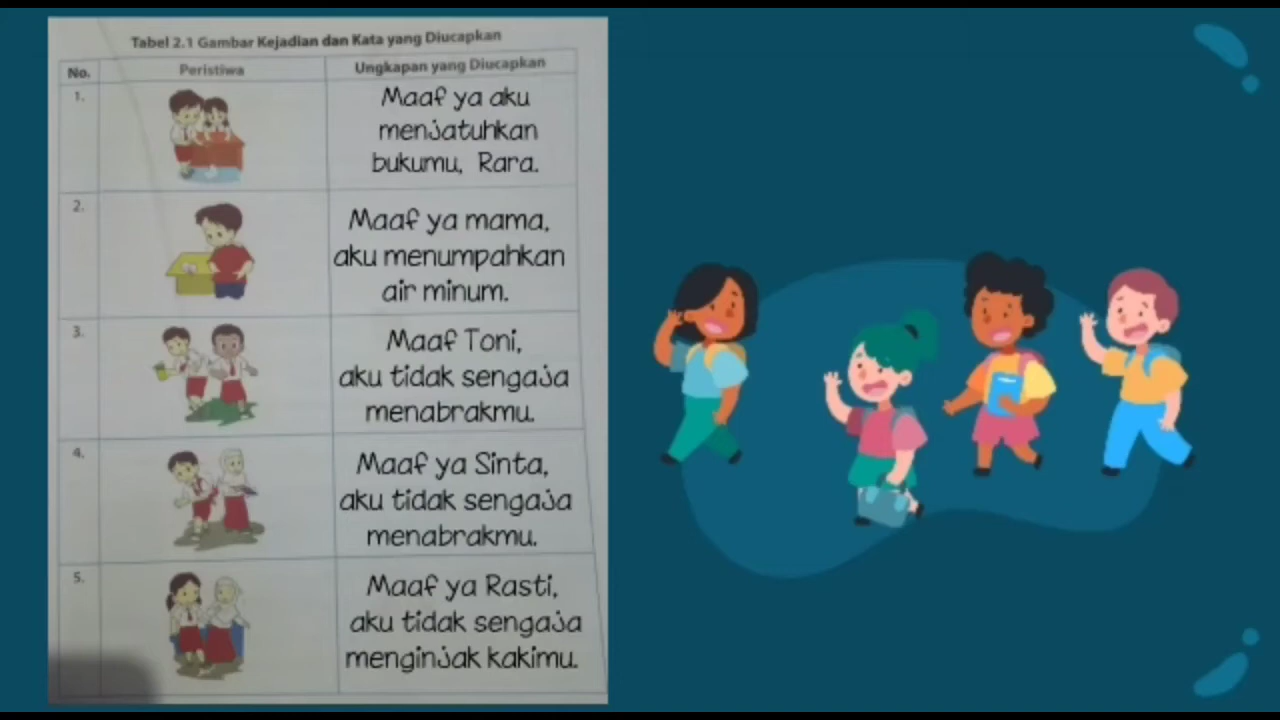 Tabel 2.1 Gambar Kejadian dan Kata yang Diucapkan
No. Peristiwa Ungkapan yang Diucapkan
1.
Maaf ya aku
menjatuhkan
bukumu, Rara.
2.
Maaf ya mama,
aku menumpahkan
air minum.
3.
Maaf Toni,
aku tidak sengaja
menabrakmu.
4.
Maaf ya Sinta,
aku tidak sengaja
menabrakmu.
5.
Maaf ya Rasti,
aku tidak sengaja
menginjak kakimu.